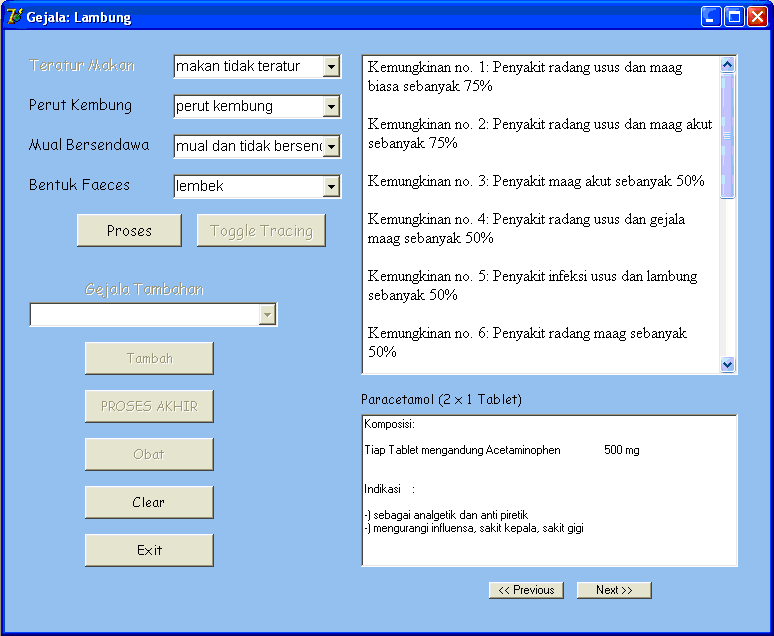 Gejala: Lambung
Teratur Makan
makan tidak teratur
Perut Kembung
perut kembung
Mual Bersendawa
mual dan tidak bersend
Bentuk Faeces
lembek
Proses
Toggle Tracing
Gejala Tambahan
Tambah
PROSES AKHIR
Obat
Clear
Exit
Kemungkinan no. 1: Penyakit radang usus dan maag
biasa sebanyak 75%
Kemungkinan no. 2: Penyakit radang usus dan maag akut
sebanyak 75%
Kemungkinan no. 3: Penyakit maag akut sebanyak 50%
Kemungkinan no. 4: Penyakit radang usus dan gejala
maag sebanyak 50%
Kemungkinan no. 5: Penyakit infeksi usus dan lambung
sebanyak 50%
Kemungkinan no. 6: Penyakit radang maag sebanyak
50%
Paracetamol (2 x 1 Tablet)
Komposisi:
Tiap Tablet mengandung Acetaminophen 500 mg
Indikasi :
-) sebagai analgetik dan anti piretik
-) mengurangi influensa, sakit kepala, sakit gigi
<< Previous
Next >>